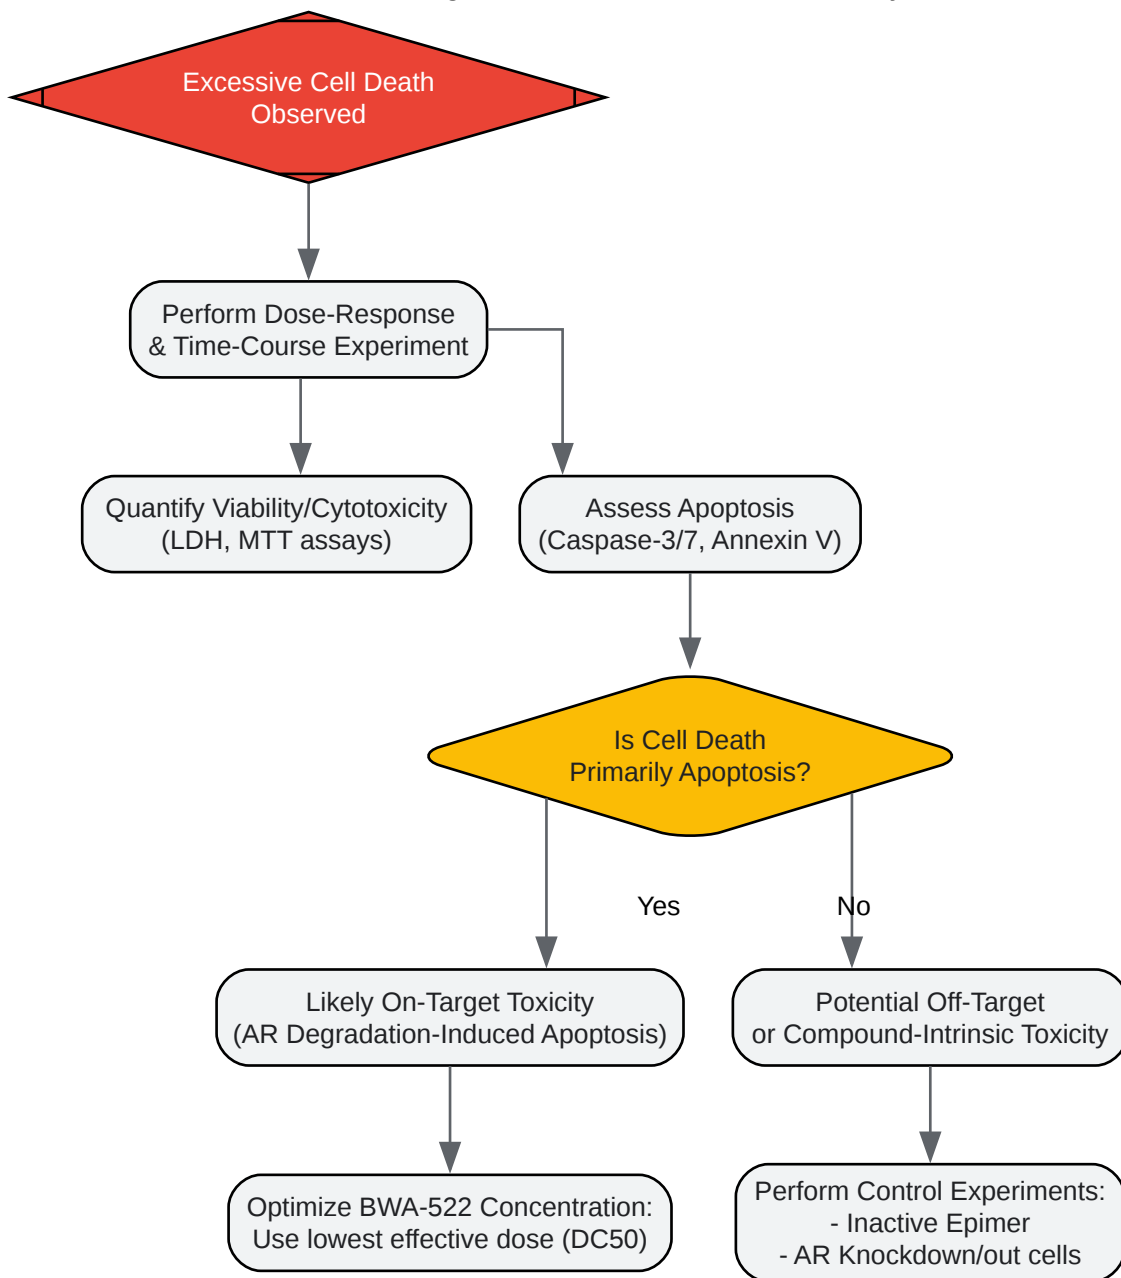 Excessive Cell Death
Observed
Perform Dose-Response
& Time-Course Experiment
Quantify Viability/Cytotoxicity
(LDH, MTT assays)
Assess Apoptosis
(Caspase-3/7, Annexin V)
Is Cell Death
Primarily Apoptosis?
Yes
No
Likely On-Target Toxicity
(AR Degradation-Induced Apoptosis)
Potential Off-Target
or Compound-Intrinsic Toxicity
Optimize BWA-522 Concentration:
Use lowest effective dose (DC50)
Perform Control Experiments:
- Inactive Epimer
- AR Knockdown/out cells